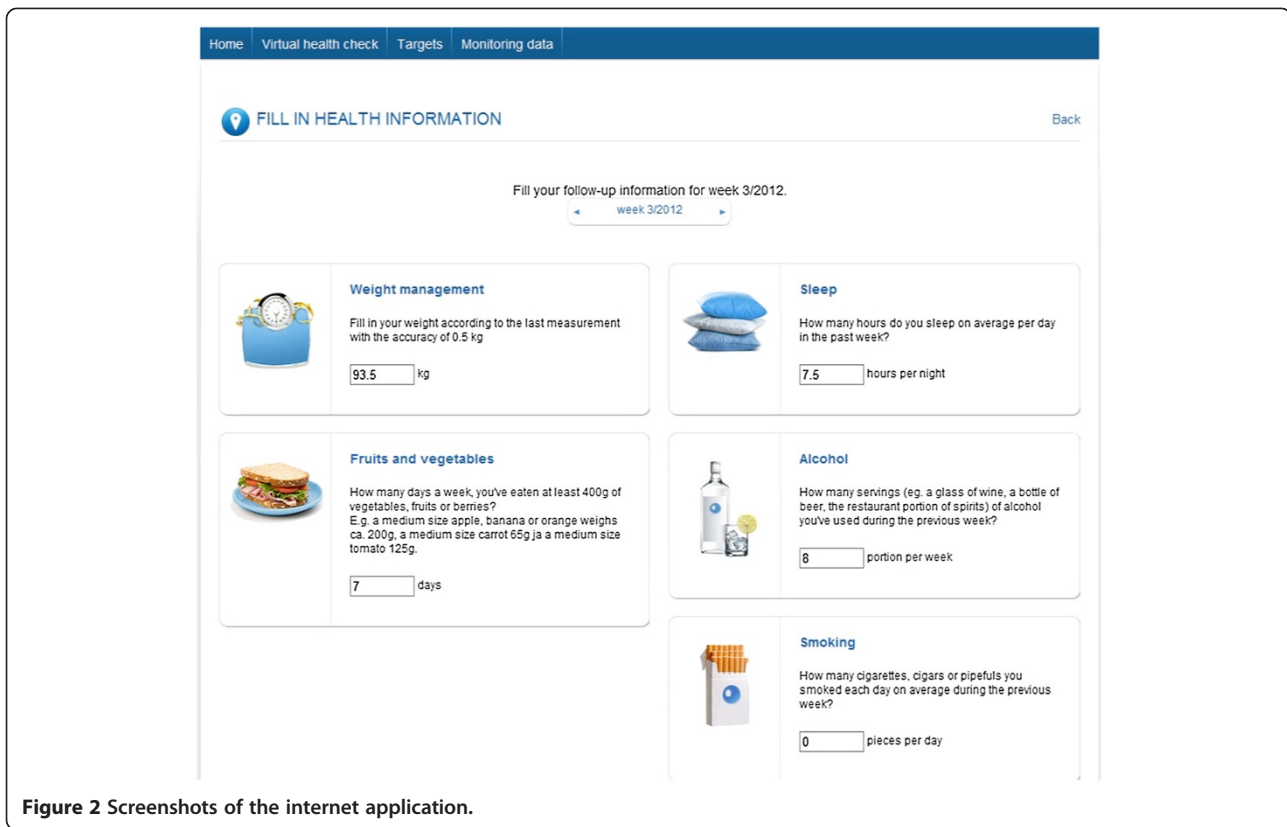 Home Virtual health check Targets Monitoring data
FILL IN HEALTH INFORMATION
Back
Fill your follow-up information for week 3/2012.
◄ week 3/2012 ►
Weight management
Fill in your weight according to the last measurement
with the accuracy of 0.5 kg
93.5 kg
Sleep
How many hours do you sleep on average per day
in the past week?
7.5 hours per night
Fruits and vegetables
How many days a week, you've eaten at least 400g of
vegetables, fruits or berries?
E.g. a medium size apple, banana or orange weighs
ca. 200g, a medium size carrot 65g ja a medium size
tomato 125g.
7 days
Alcohol
How many servings (eg. a glass of wine, a bottle of
beer, the restaurant portion of spirits) of alcohol
you've used during the previous week?
8 portion per week
Smoking
How many cigarettes, cigars or pipefuls you
smoked each day on average during the previous
week?
0 pieces per day
Figure 2 Screenshots of the internet application.